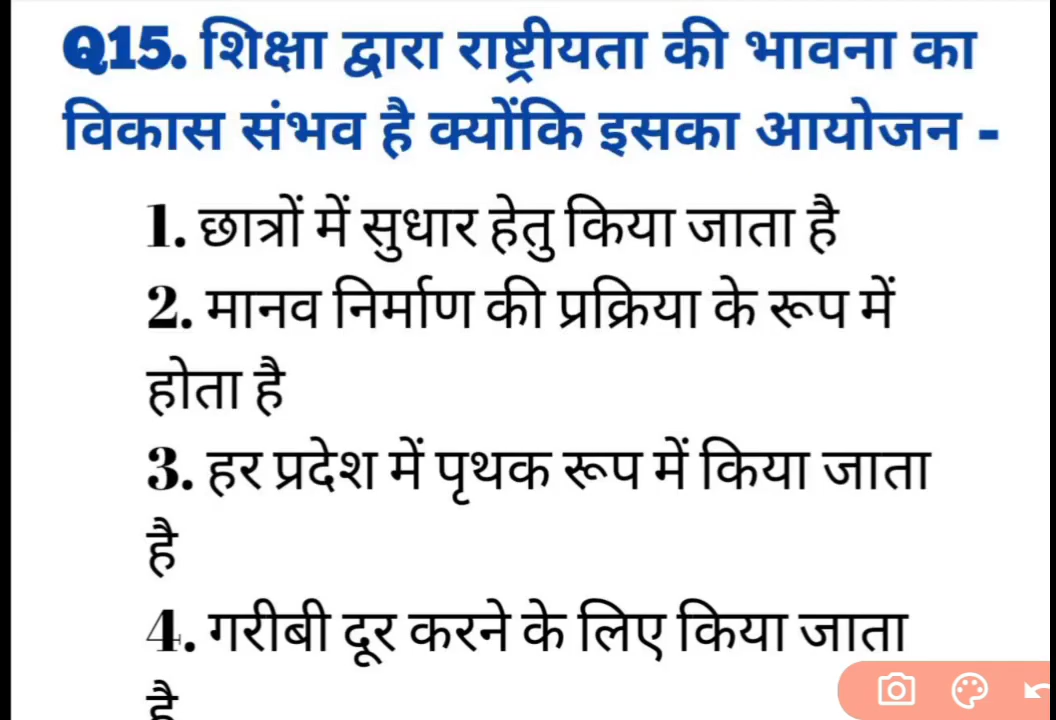 Q15. शिक्षा द्वारा राष्ट्रीयता की भावना का
विकास संभव है क्योंकि इसका आयोजन -
1. छात्रों में सुधार हेतु किया जाता है
2. मानव निर्माण की प्रक्रिया के रूप में
होता है
3. हर प्रदेश में पृथक रूप में किया जाता
है
4. गरीबी दूर करने के लिए किया जाता
है